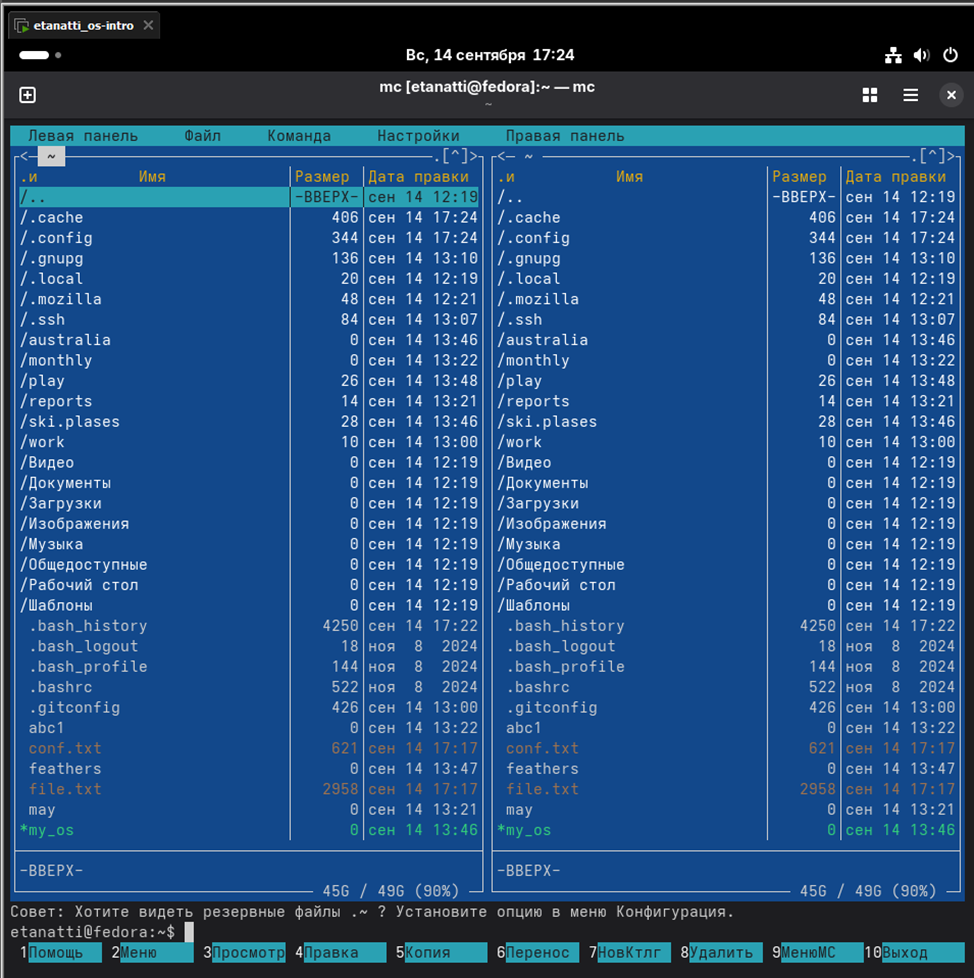 etanatti_os-intro ×
Вс, 14 сентября 17:24
mc [etanatti@fedora]:~ — mc
~
Левая панель Файл Команда Настройки Правая панель
<— ~ .[^]> <— ~ .[^]>
.и Имя Размер Дата правки .и Имя Размер Дата правки
/.. -ВВЕРХ- сен 14 12:19 /.. -ВВЕРХ- сен 14 12:19
/.cache 406 сен 14 17:24 /.cache 406 сен 14 17:24
/.config 344 сен 14 17:24 /.config 344 сен 14 17:24
/.gnupg 136 сен 14 13:10 /.gnupg 136 сен 14 13:10
/.local 20 сен 14 12:19 /.local 20 сен 14 12:19
/.mozilla 48 сен 14 12:21 /.mozilla 48 сен 14 12:21
/.ssh 84 сен 14 13:07 /.ssh 84 сен 14 13:07
/australia 0 сен 14 13:46 /australia 0 сен 14 13:46
/monthly 0 сен 14 13:22 /monthly 0 сен 14 13:22
/play 26 сен 14 13:48 /play 26 сен 14 13:48
/reports 14 сен 14 13:21 /reports 14 сен 14 13:21
/ski.plases 28 сен 14 13:46 /ski.plases 28 сен 14 13:46
/work 10 сен 14 13:00 /work 10 сен 14 13:00
/Видео 0 сен 14 12:19 /Видео 0 сен 14 12:19
/Документы 0 сен 14 12:19 /Документы 0 сен 14 12:19
/Загрузки 0 сен 14 12:19 /Загрузки 0 сен 14 12:19
/Изображения 0 сен 14 12:19 /Изображения 0 сен 14 12:19
/Музыка 0 сен 14 12:19 /Музыка 0 сен 14 12:19
/Общедоступные 0 сен 14 12:19 /Общедоступные 0 сен 14 12:19
/Рабочий стол 0 сен 14 12:19 /Рабочий стол 0 сен 14 12:19
/Шаблоны 0 сен 14 12:19 /Шаблоны 0 сен 14 12:19
.bash_history 4250 сен 14 17:22 .bash_history 4250 сен 14 17:22
.bash_logout 18 ноя 8 2024 .bash_logout 18 ноя 8 2024
.bash_profile 144 ноя 8 2024 .bash_profile 144 ноя 8 2024
.bashrc 522 ноя 8 2024 .bashrc 522 ноя 8 2024
.gitconfig 426 сен 14 13:00 .gitconfig 426 сен 14 13:00
abc1 0 сен 14 13:22 abc1 0 сен 14 13:22
conf.txt 621 сен 14 17:17 conf.txt 621 сен 14 17:17
feathers 0 сен 14 13:47 feathers 0 сен 14 13:47
file.txt 2958 сен 14 17:17 file.txt 2958 сен 14 17:17
may 0 сен 14 13:21 may 0 сен 14 13:21
*my_os 0 сен 14 13:46 *my_os 0 сен 14 13:46
-ВВЕРХ- -ВВЕРХ-
45G / 49G (90%) 45G / 49G (90%)
Совет: Хотите видеть резервные файлы .~ ? Установите опцию в меню Конфигурация.
etanatti@fedora:~$
1Помощь 2Меню 3Просмотр 4Правка 5Копия 6Перенос 7НовКтлг 8Удалить 9МенюMC 10Выход